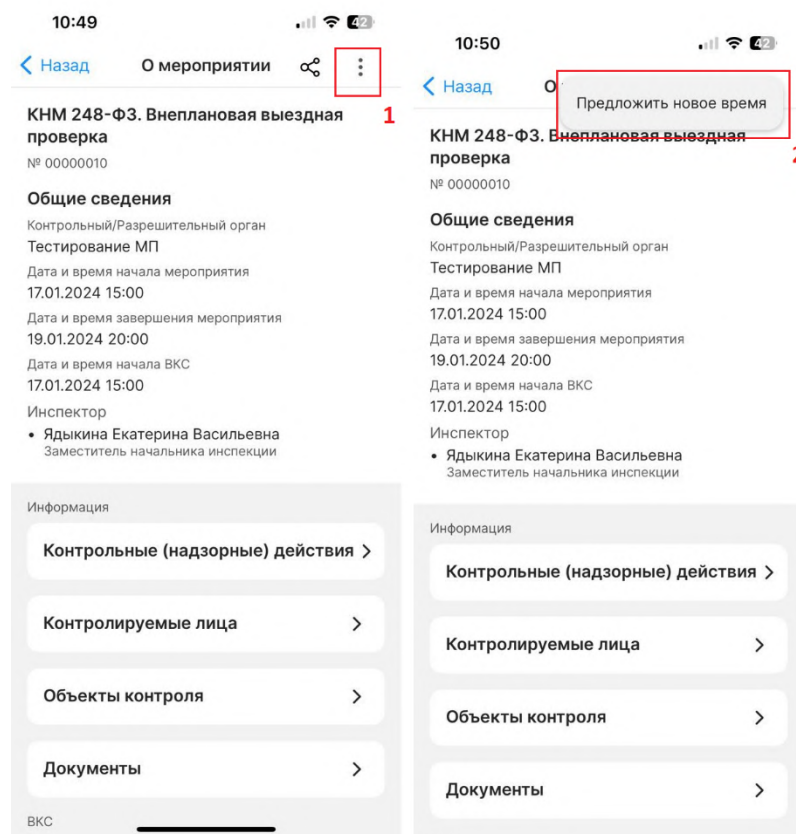 10:49
42
Назад
О мероприятии
1
КНМ 248-ФЗ. Внеплановая выездная
проверка
№ 00000010
Общие сведения
Контрольный/Разрешительный орган
Тестирование МП
Дата и время начала мероприятия
17.01.2024 15:00
Дата и время завершения мероприятия
19.01.2024 20:00
Дата и время начала ВКС
17.01.2024 15:00
Инспектор
• Ядыкина Екатерина Васильевна
Заместитель начальника инспекции
Информация
Контрольные (надзорные) действия
Контролируемые лица
Объекты контроля
Документы
ВКС
10:50
42
Назад
О
Предложить новое время
2
КНМ 248-ФЗ. Внеплановая выездная
проверка
№ 00000010
Общие сведения
Контрольный/Разрешительный орган
Тестирование МП
Дата и время начала мероприятия
17.01.2024 15:00
Дата и время завершения мероприятия
19.01.2024 20:00
Дата и время начала ВКС
17.01.2024 15:00
Инспектор
• Ядыкина Екатерина Васильевна
Заместитель начальника инспекции
Информация
Контрольные (надзорные) действия
Контролируемые лица
Объекты контроля
Документы